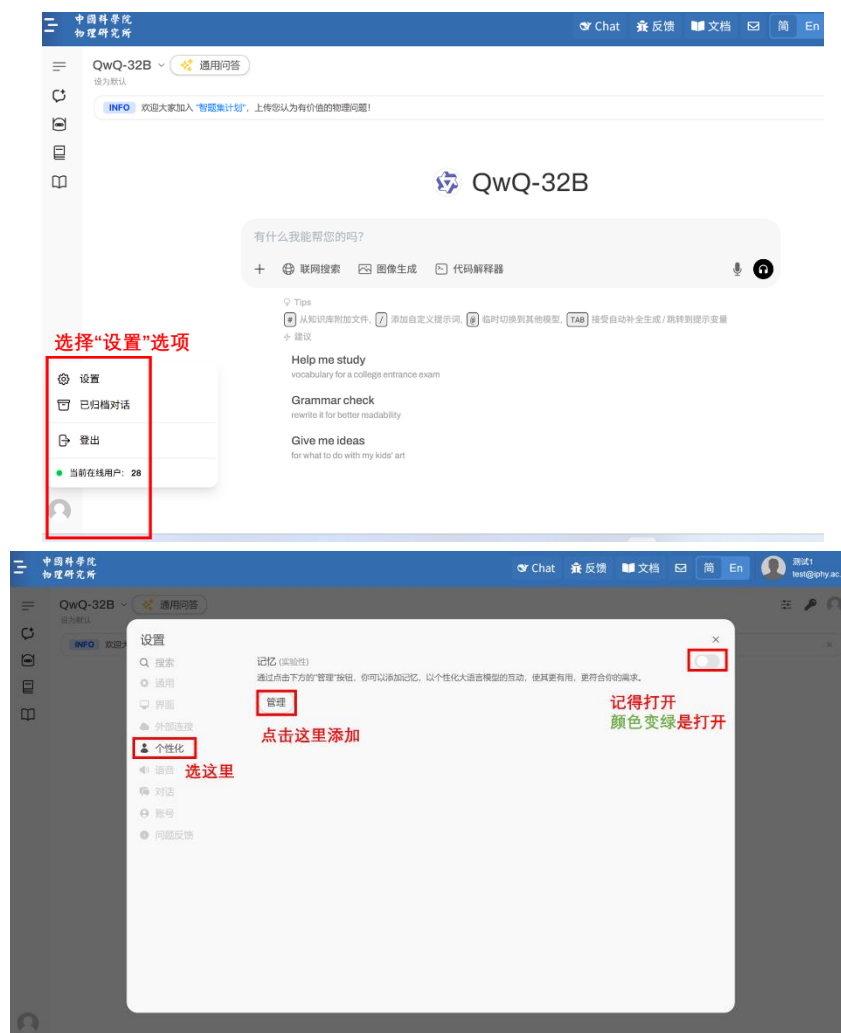 中国科学院
物理研究所
Chat 反馈 文档 简 En
QwQ-32B 通用问答
设为默认
INFO 欢迎大家加入 "智题集计划"，上传您认为有价值的物理问题！
QwQ-32B
有什么我能帮您的吗?
联网搜索 图像生成 代码解释器
Tips
# 从知识库附加文件, / 添加自定义提示词, @ 临时切换到其他模型, TAB 接受自动补全生成 / 跳转到提示变量
建议
选择“设置”选项
Help me study
vocabulary for a college entrance exam
设置
已归档对话
Grammar check
rewrite it for better readability
登出
Give me ideas
for what to do with my kids' art
当前在线用户: 28
中国科学院
物理研究所
Chat 反馈 文档 简 En 测试1
test@iphy.ac.
QwQ-32B 通用问答
设为默认
INFO 欢迎大
设置
搜索
通用
界面
外部连接
个性化
语音
对话
账号
问题反馈
记忆 (实验性)
通过点击下方的"管理"按钮，你可以添加记忆，以个性化大语言模型的互动，使其更有用，更符合你的需求。
管理
记得打开
颜色变绿是打开
点击这里添加
选这里